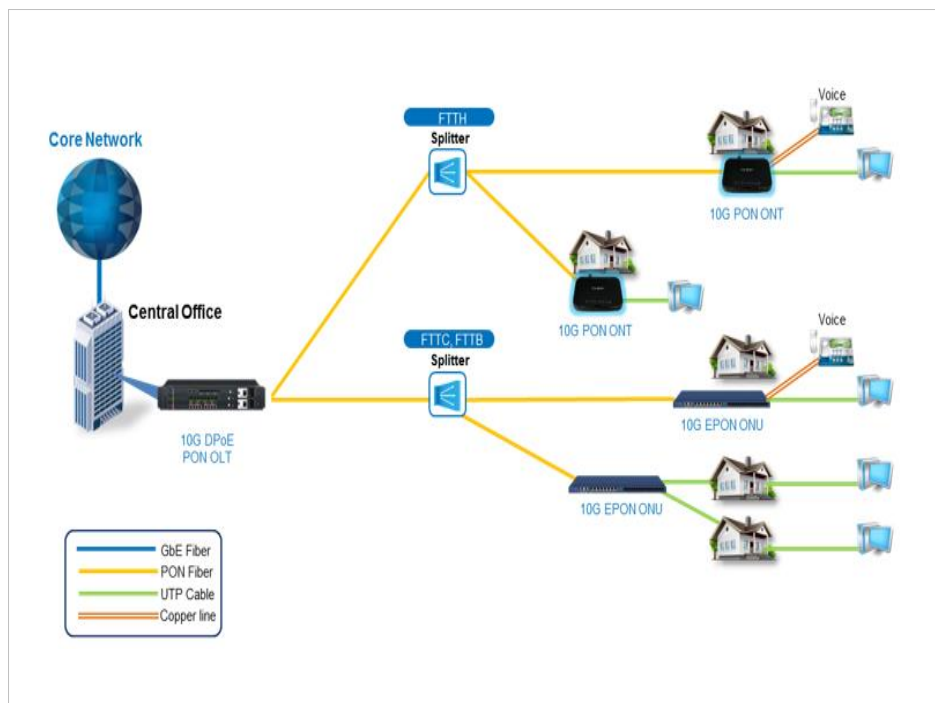 FTTH
Splitter
Voice
Core Network
10G PON ONT
Central Office
10G PON ONT
FTTC, FTTB
Splitter
Voice
10G DPoE
PON OLT
10G EPON ONU
10G EPON ONU
GbE Fiber
PON Fiber
UTP Cable
Copper line